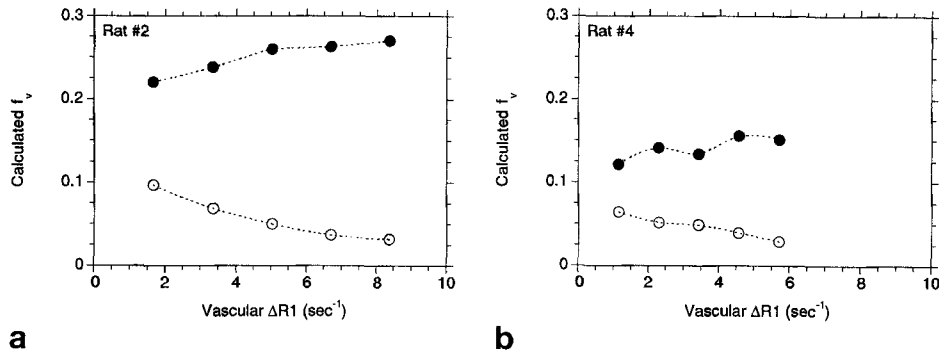 Rat #2
Calculated f_v
0.3
0.2
0.1
0
0 2 4 6 8 10
Vascular ΔR1 (sec⁻¹)
a
Rat #4
Calculated f_v
0.3
0.2
0.1
0
0 2 4 6 8 10
Vascular ΔR1 (sec⁻¹)
b